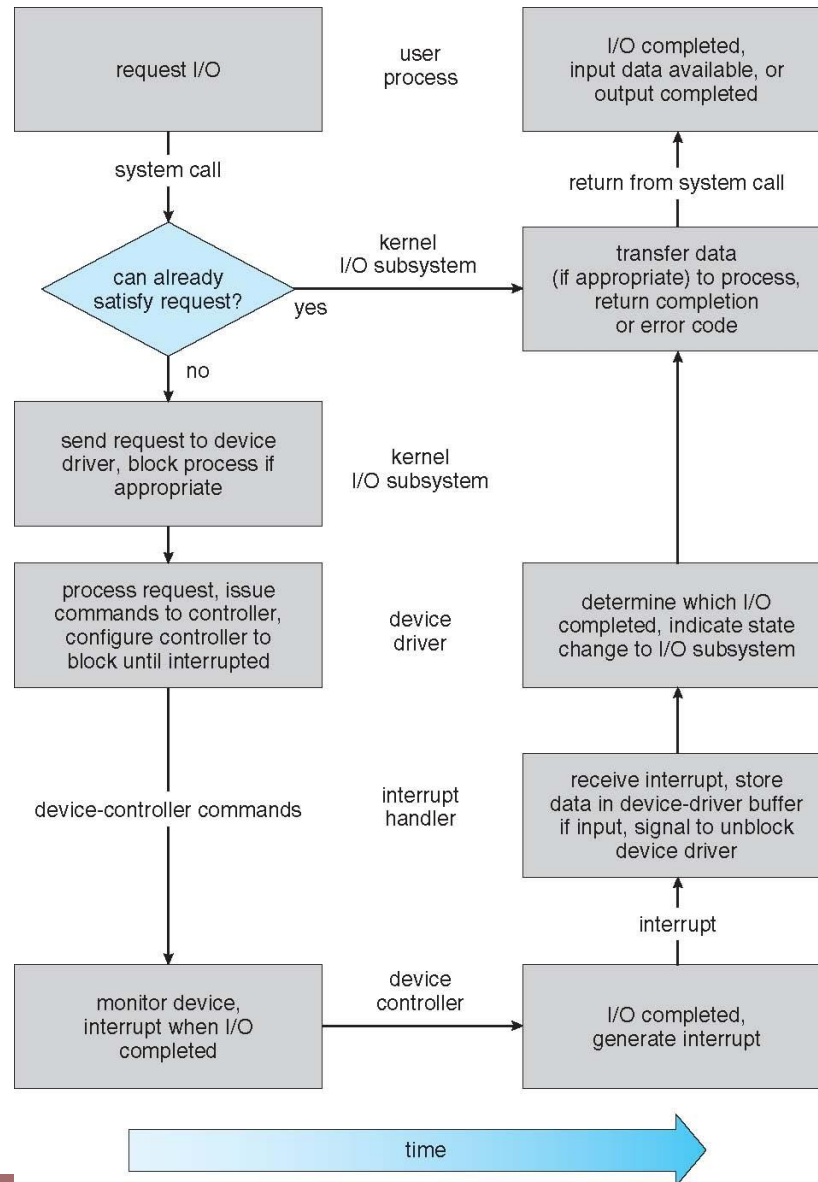 request I/O
user
process
I/O completed,
input data available, or
output completed
system call
return from system call
can already
satisfy request?
kernel
I/O subsystem
yes
transfer data
(if appropriate) to process,
return completion
or error code
no
send request to device
driver, block process if
appropriate
kernel
I/O subsystem
process request, issue
commands to controller,
configure controller to
block until interrupted
device
driver
determine which I/O
completed, indicate state
change to I/O subsystem
device-controller commands
interrupt
handler
receive interrupt, store
data in device-driver buffer
if input, signal to unblock
device driver
interrupt
monitor device,
interrupt when I/O
completed
device
controller
I/O completed,
generate interrupt
time